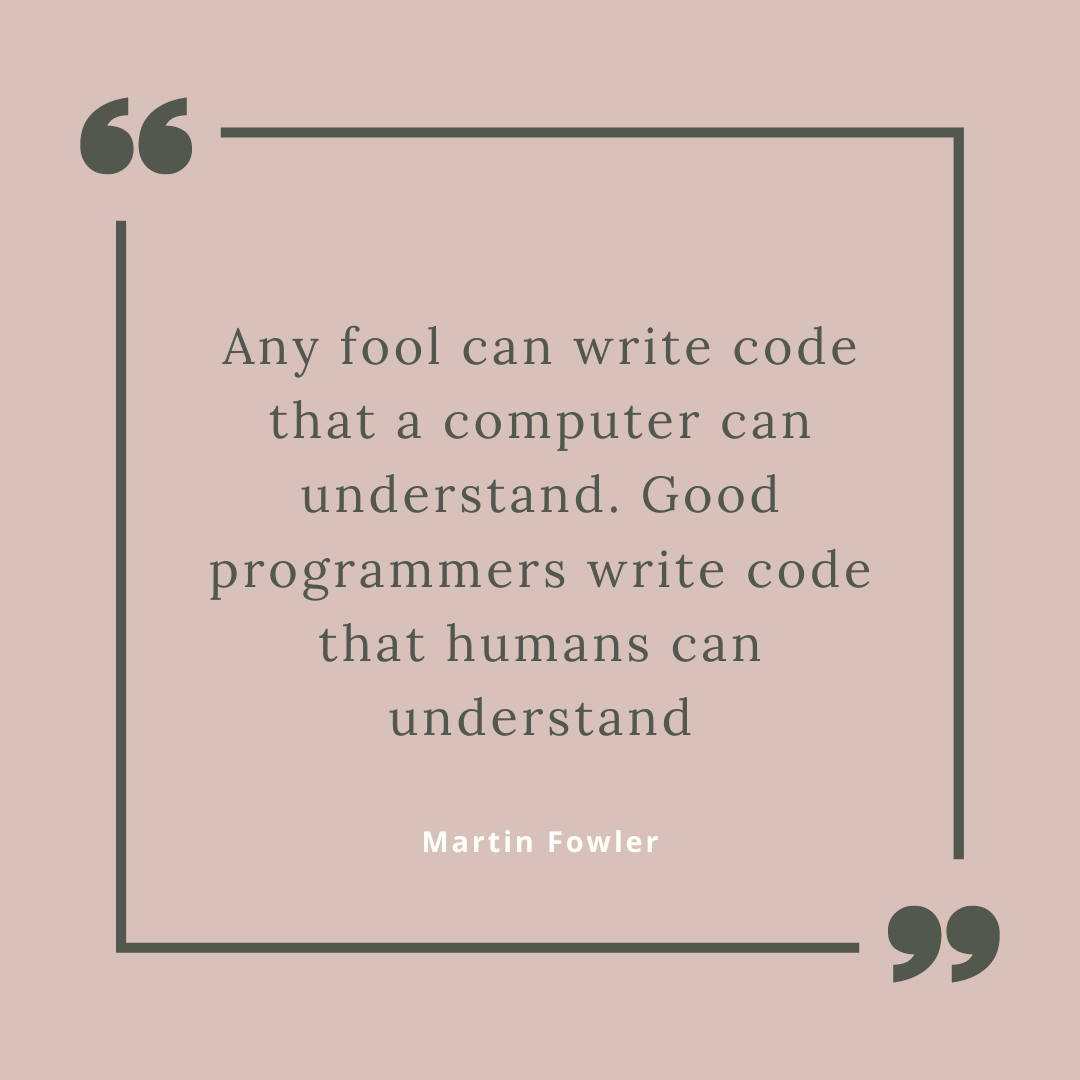 “
Any fool can write code
that a computer can
understand. Good
programmers write code
that humans can
understand
Martin Fowler
”